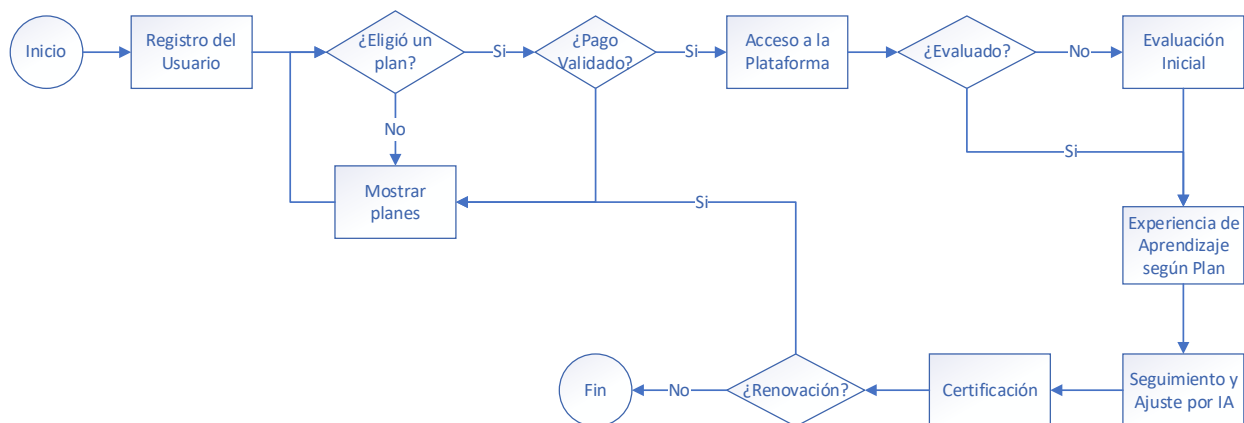 Inicio
Registro del
Usuario
¿Eligió un
plan?
Si
¿Pago
Validado?
Si
Acceso a la
Plataforma
¿Evaluado?
No
Evaluación
Inicial
No
Si
Mostrar
planes
Si
Experiencia de
Aprendizaje
según Plan
Fin
No
¿Renovación?
Certificación
Seguimiento y
Ajuste por IA